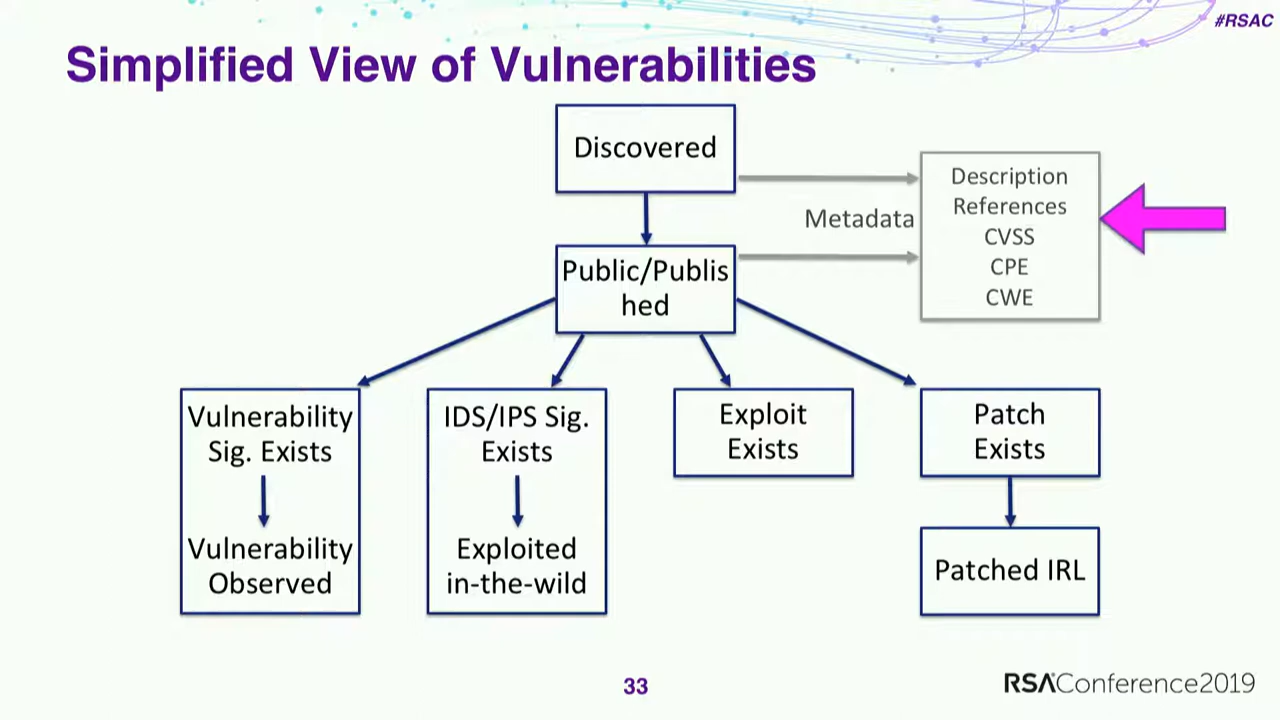 #RSAC
Simplified View of Vulnerabilities
Discovered
Metadata
Description
References
CVSS
CPE
CWE
Public/Publis
hed
Vulnerability
Sig. Exists
Vulnerability
Observed
IDS/IPS Sig.
Exists
Exploited
in-the-wild
Exploit
Exists
Patch
Exists
Patched IRL
33
RSAConference2019